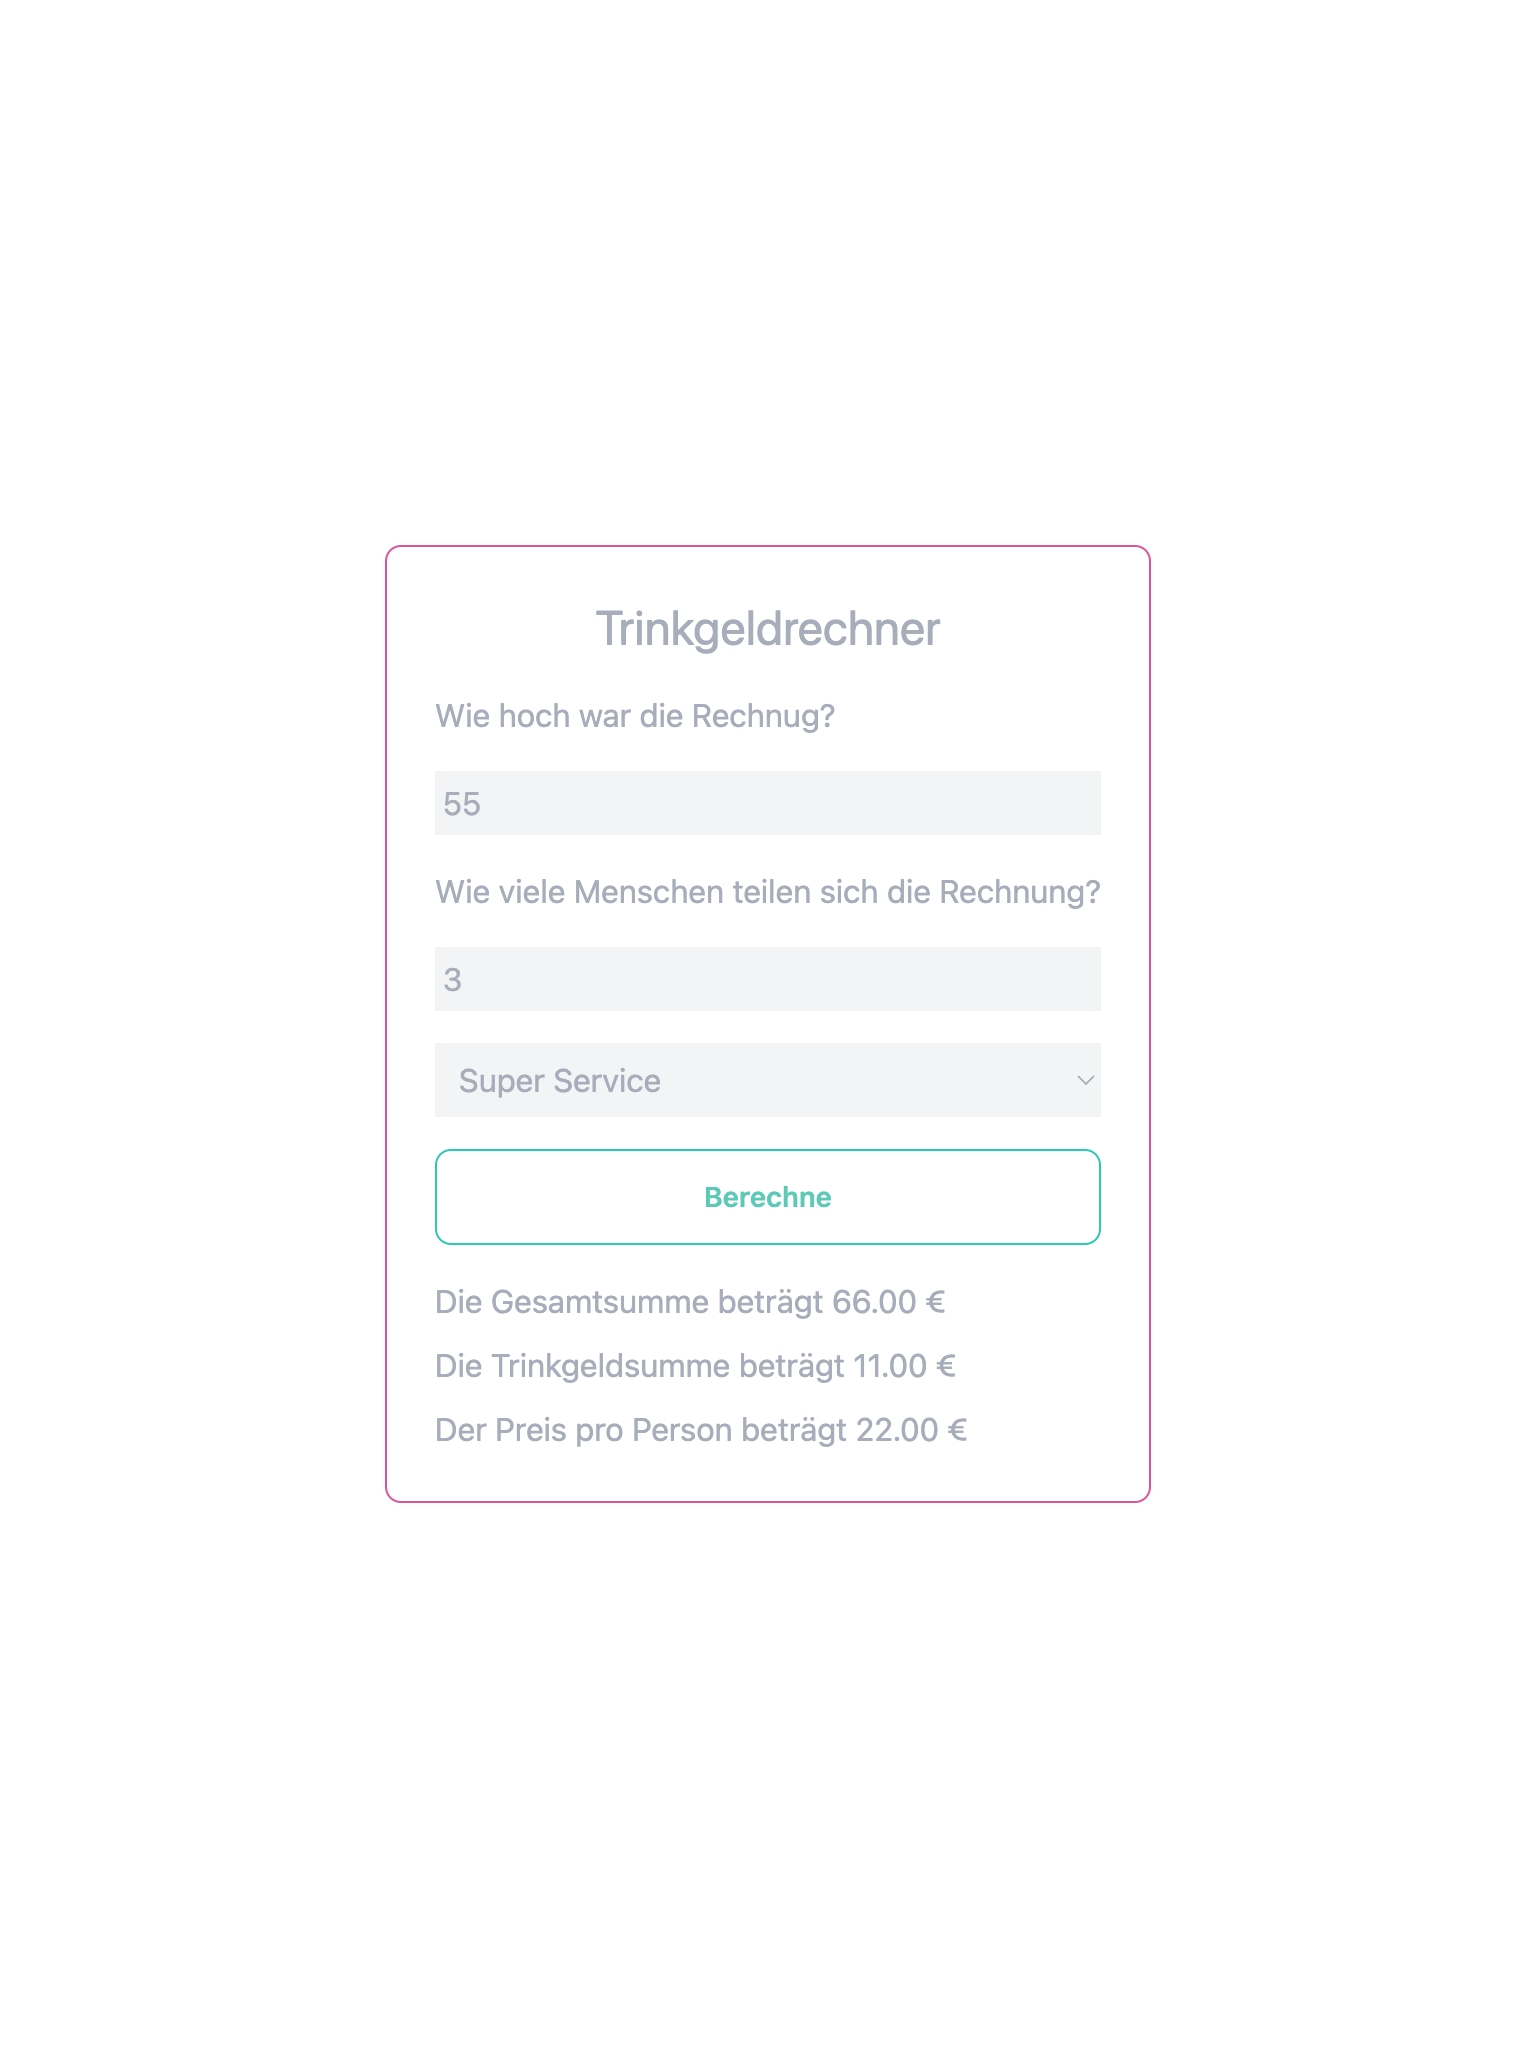 Trinkgeldrechner
Wie hoch war die Rechnug?
55
Wie viele Menschen teilen sich die Rechnung?
3
Super Service
Berechne
Die Gesamtsumme beträgt 66.00 €
Die Trinkgeldsumme beträgt 11.00 €
Der Preis pro Person beträgt 22.00 €